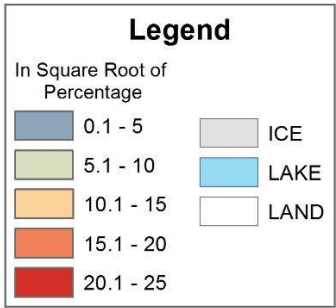 Legend
In Square Root of
Percentage
0.1 - 5
5.1 - 10
10.1 - 15
15.1 - 20
20.1 - 25
ICE
LAKE
LAND